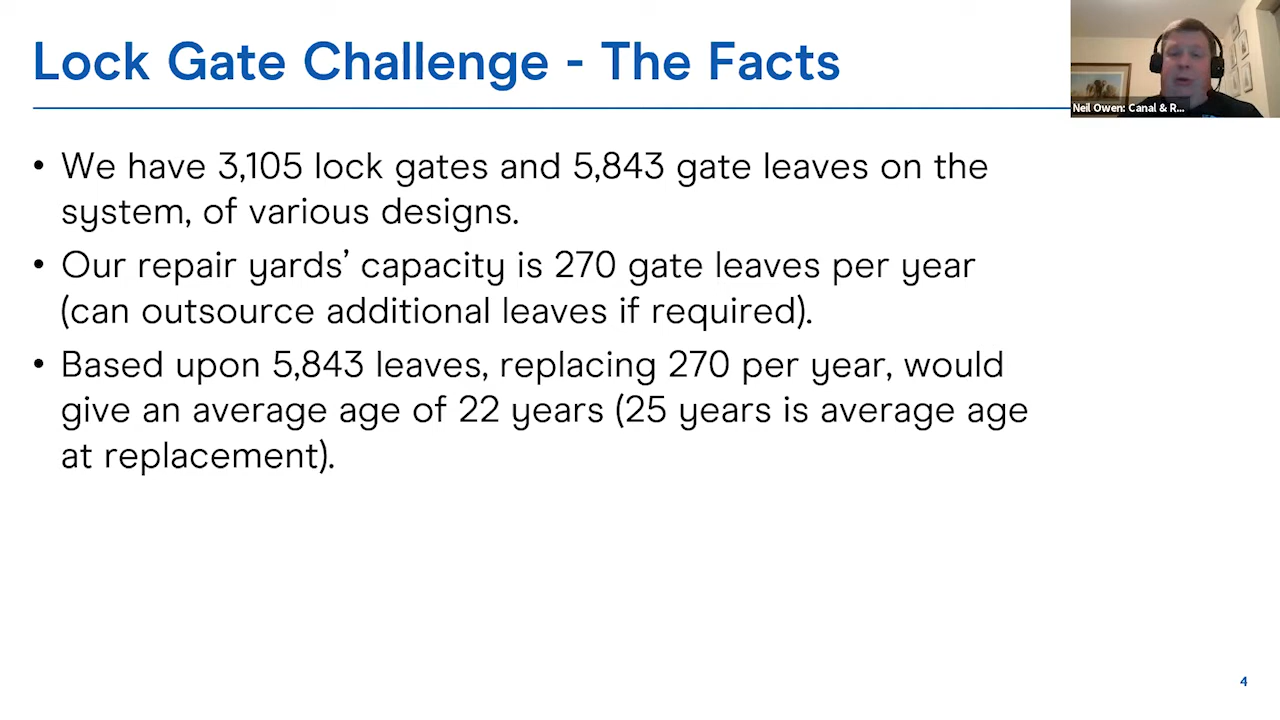 Lock Gate Challenge - The Facts
Neil Owen: Canal & R...
• We have 3,105 lock gates and 5,843 gate leaves on the
system, of various designs.
• Our repair yards’ capacity is 270 gate leaves per year
(can outsource additional leaves if required).
• Based upon 5,843 leaves, replacing 270 per year, would
give an average age of 22 years (25 years is average age
at replacement).
4